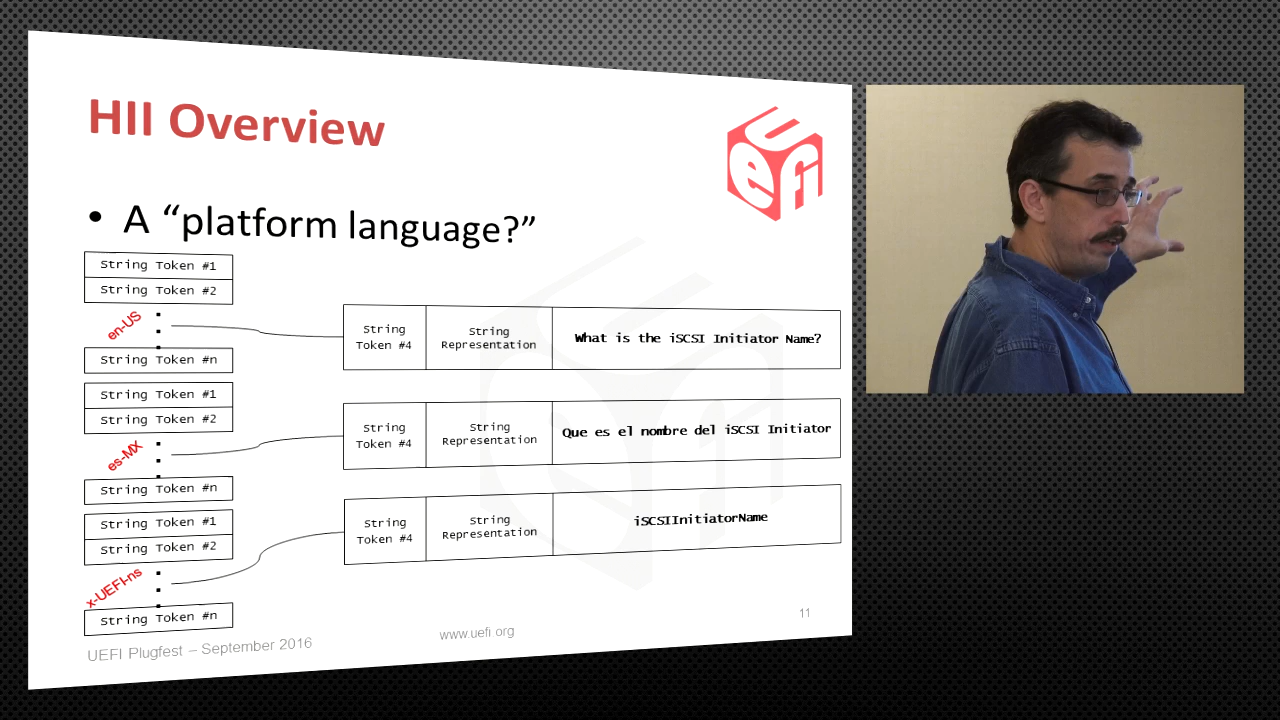 HII Overview
UEFI
• A “platform language?”
String Token #1
String Token #2
en-US
String Token #n
String
Token #4
String
Representation
What is the iSCSI Initiator Name?
String Token #1
String Token #2
es-MX
String Token #n
String
Token #4
String
Representation
Que es el nombre del iSCSI Initiator
String Token #1
String Token #2
x-UEFI-ns
String Token #n
String
Token #4
String
Representation
iSCSIInitiatorName
UEFI Plugfest – September 2016
www.uefi.org
11